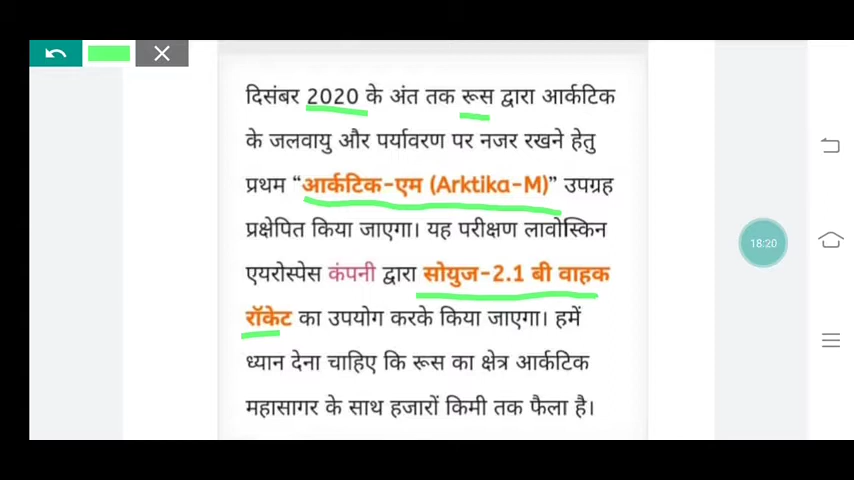 दिसंबर 2020 के अंत तक रूस द्वारा आर्कटिक
के जलवायु और पर्यावरण पर नजर रखने हेतु
प्रथम “आर्कटिक-एम (Arktika-M)” उपग्रह
प्रक्षेपित किया जाएगा। यह परीक्षण लावोस्किन
एयरोस्पेस कंपनी द्वारा सोयुज-2.1 बी वाहक
रॉकेट का उपयोग करके किया जाएगा। हमें
ध्यान देना चाहिए कि रूस का क्षेत्र आर्कटिक
महासागर के साथ हजारों किमी तक फैला है।
18:20